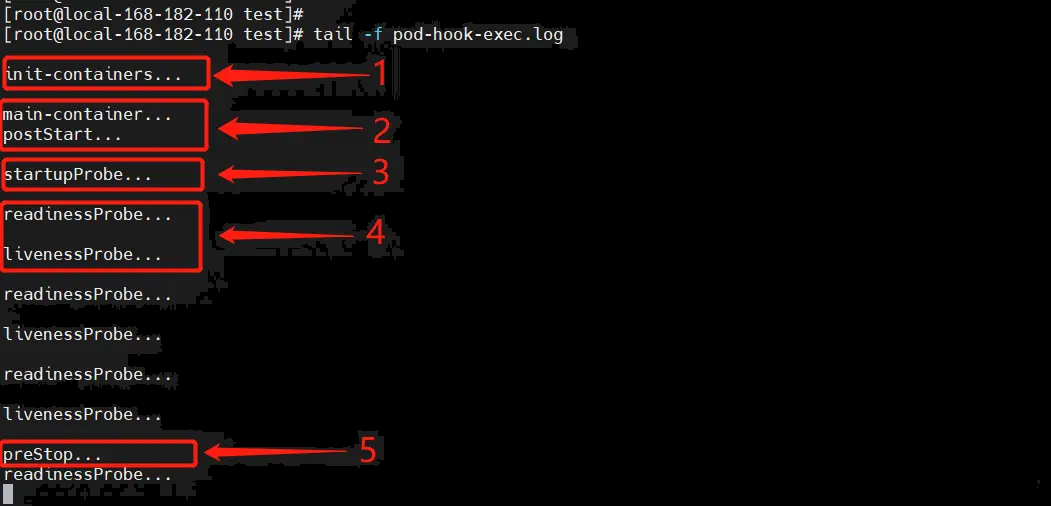 [root@local-168-182-110 test]#
[root@local-168-182-110 test]# tail -f pod-hook-exec.log
init-containers... 1
main-container...
postStart... 2
startupProbe... 3
readinessProbe...
4
livenessProbe...
readinessProbe...
livenessProbe...
readinessProbe...
livenessProbe...
preStop... 5
readinessProbe...